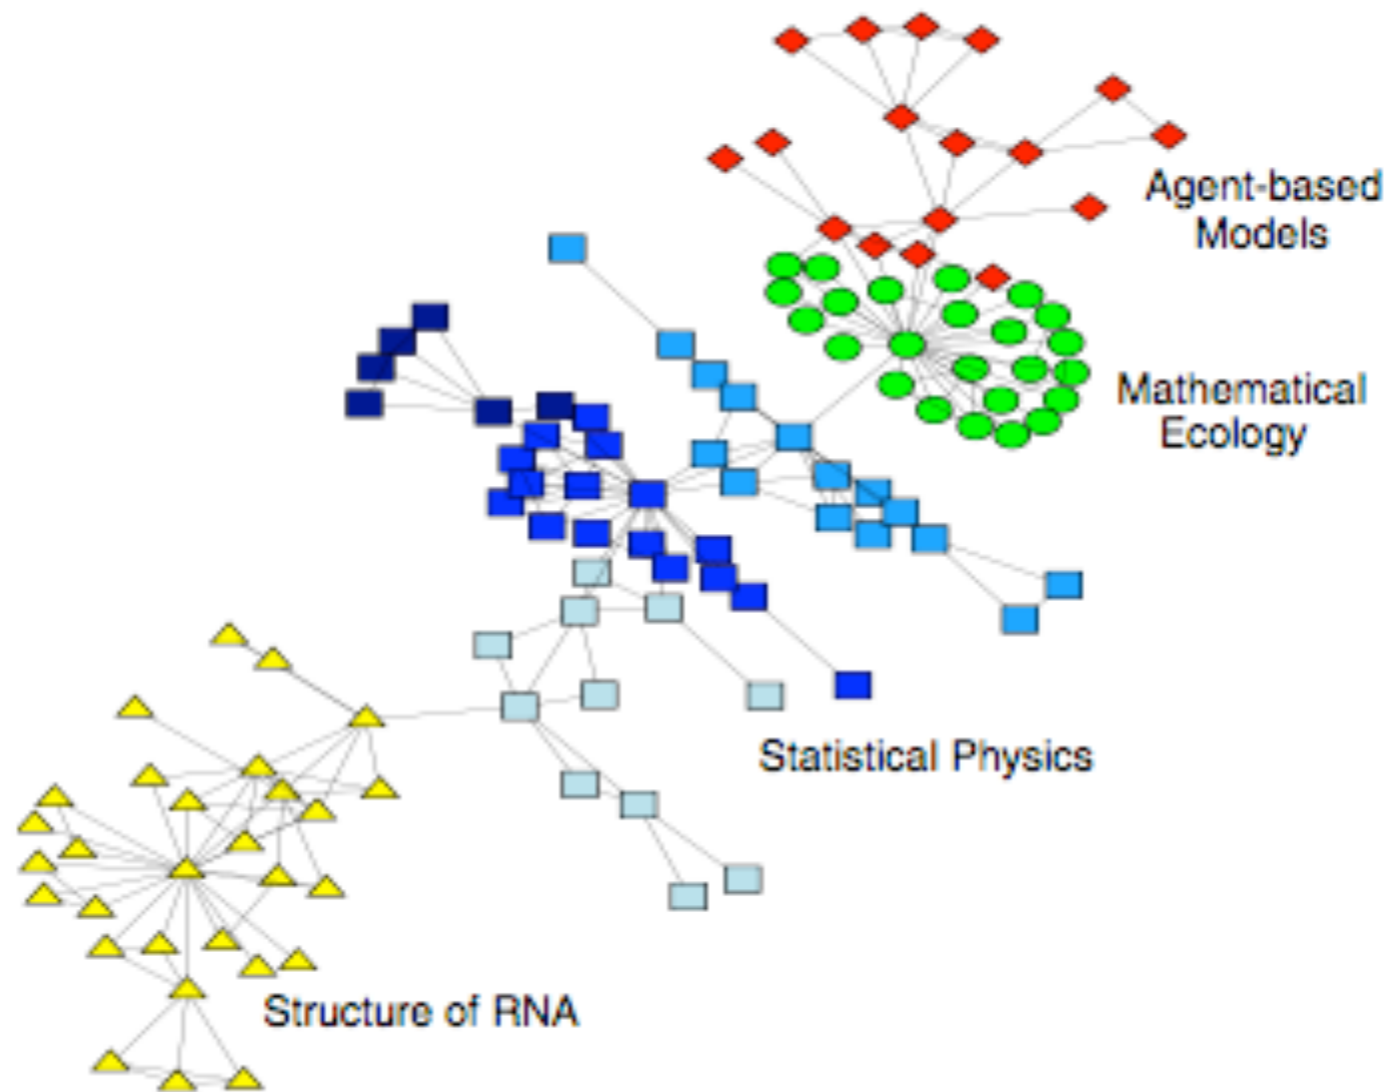 Agent-based
Models
Mathematical
Ecology
Statistical Physics
Structure of RNA